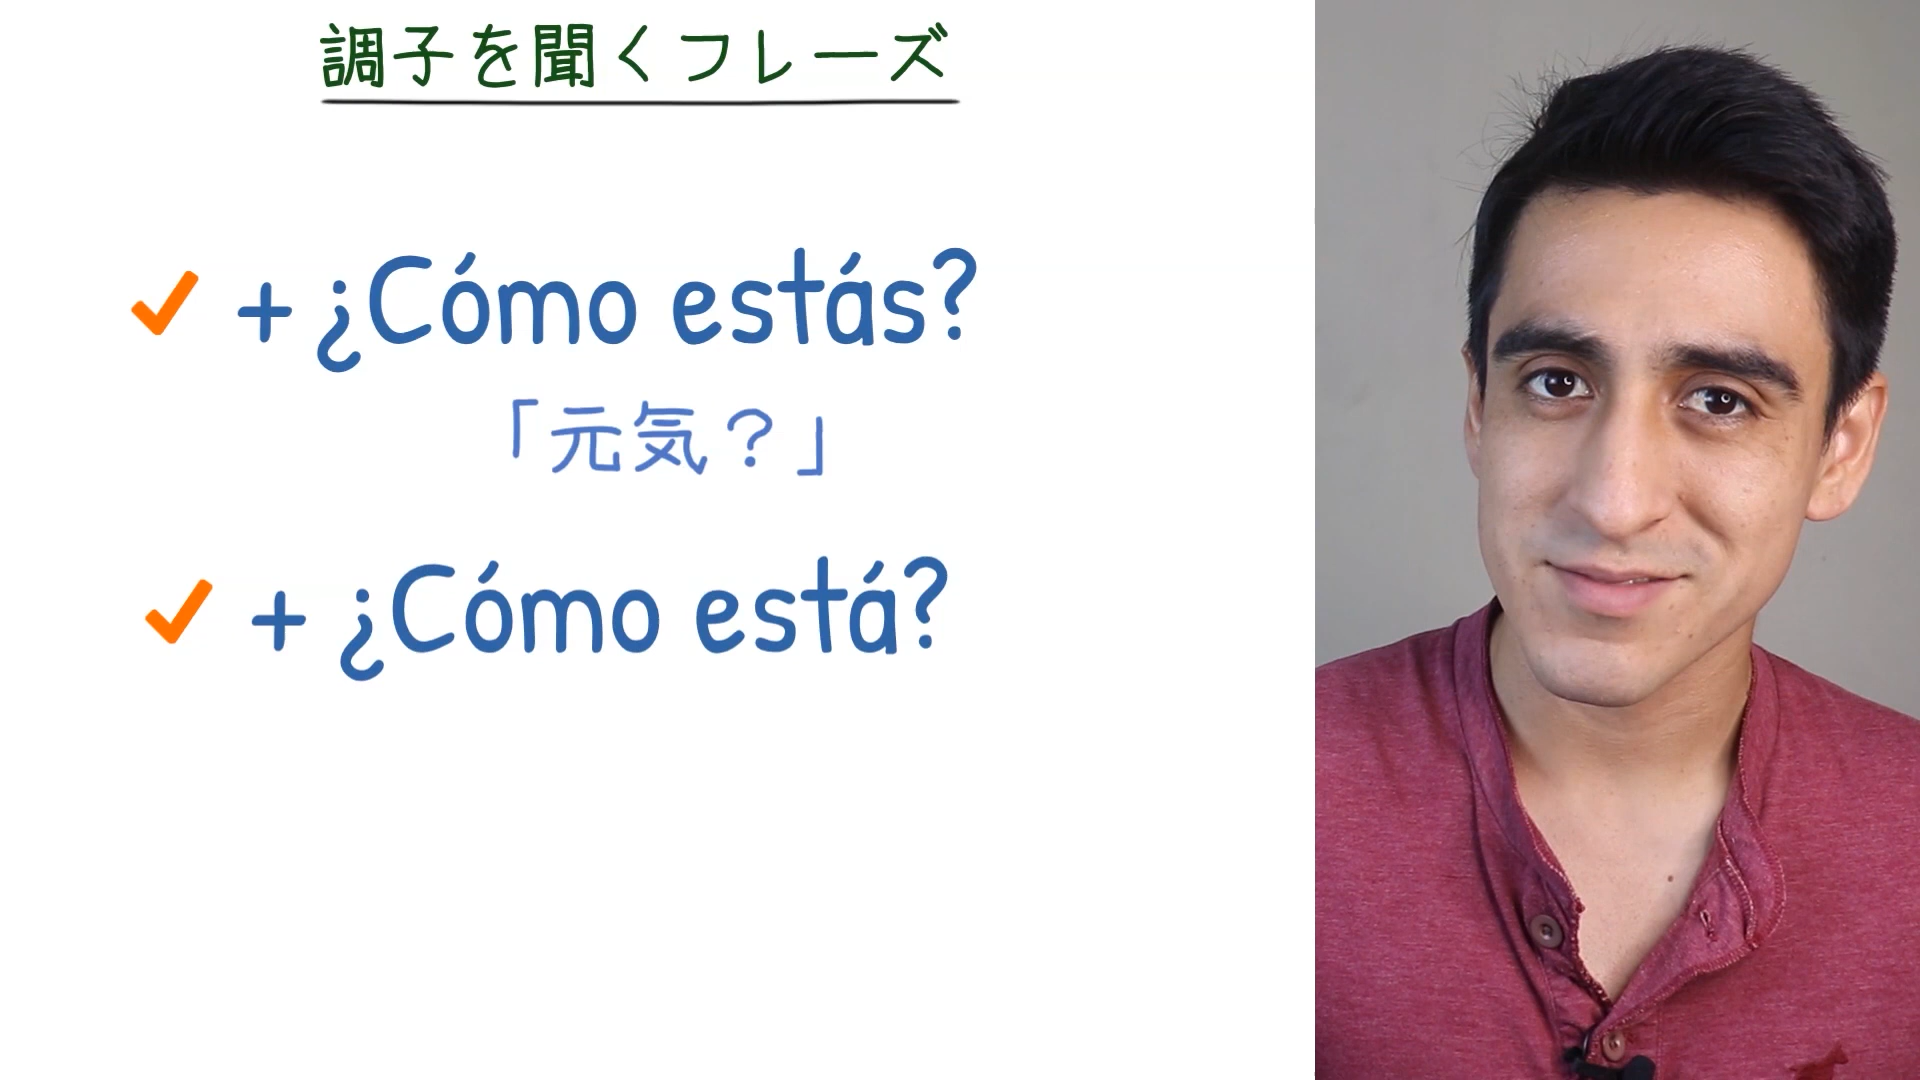 調子を聞くフレーズ
✓ + ¿Cómo estás?
「元気？」
✓ + ¿Cómo está?